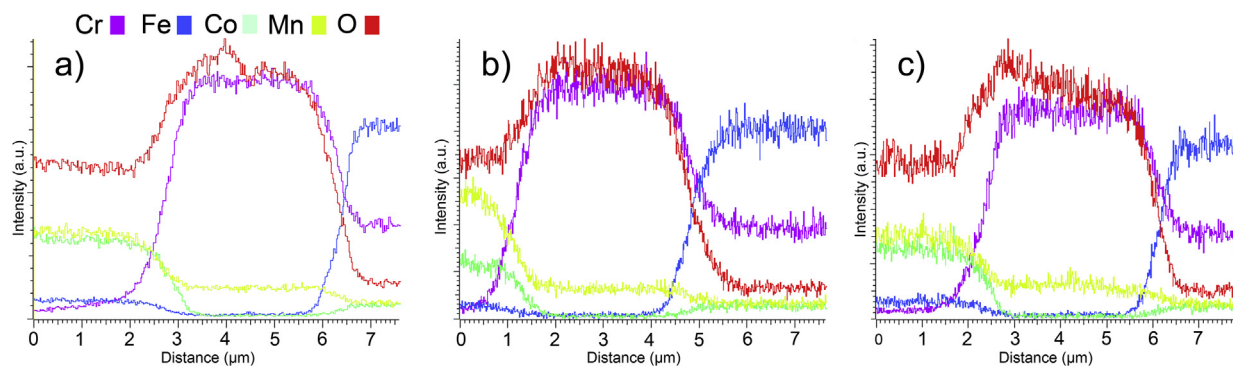 Cr Fe Co Mn O
a)
Intensity (a.u.)
0 1 2 3 4 5 6 7
Distance (μm)
b)
Intensity (a.u.)
0 1 2 3 4 5 6 7
Distance (μm)
c)
Intensity (a.u.)
0 1 2 3 4 5 6 7
Distance (μm)